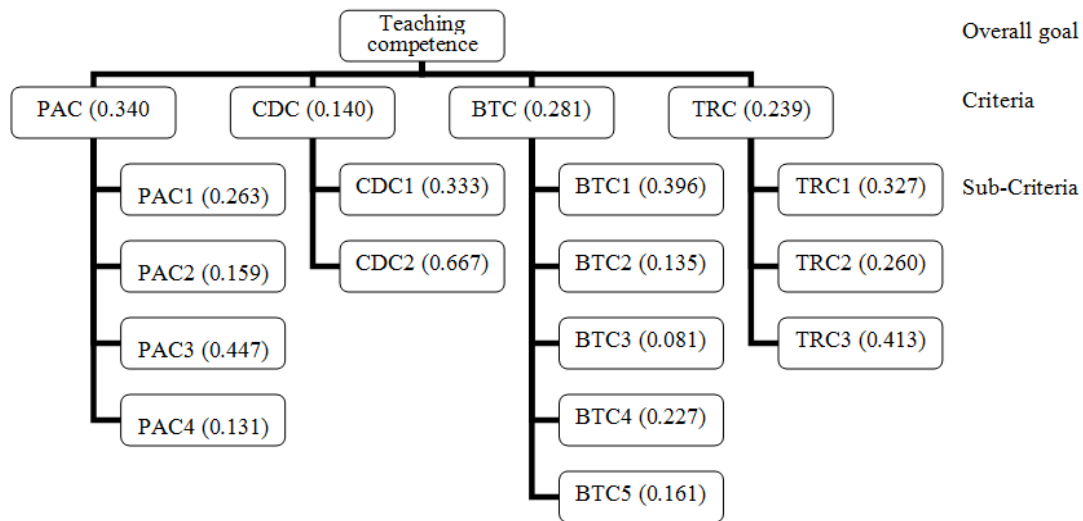 Teaching
competence
Overall goal
PAC (0.340
CDC (0.140)
BTC (0.281)
TRC (0.239)
Criteria
PAC1 (0.263)
CDC1 (0.333)
BTC1 (0.396)
TRC1 (0.327)
Sub-Criteria
PAC2 (0.159)
CDC2 (0.667)
BTC2 (0.135)
TRC2 (0.260)
PAC3 (0.447)
BTC3 (0.081)
TRC3 (0.413)
PAC4 (0.131)
BTC4 (0.227)
BTC5 (0.161)